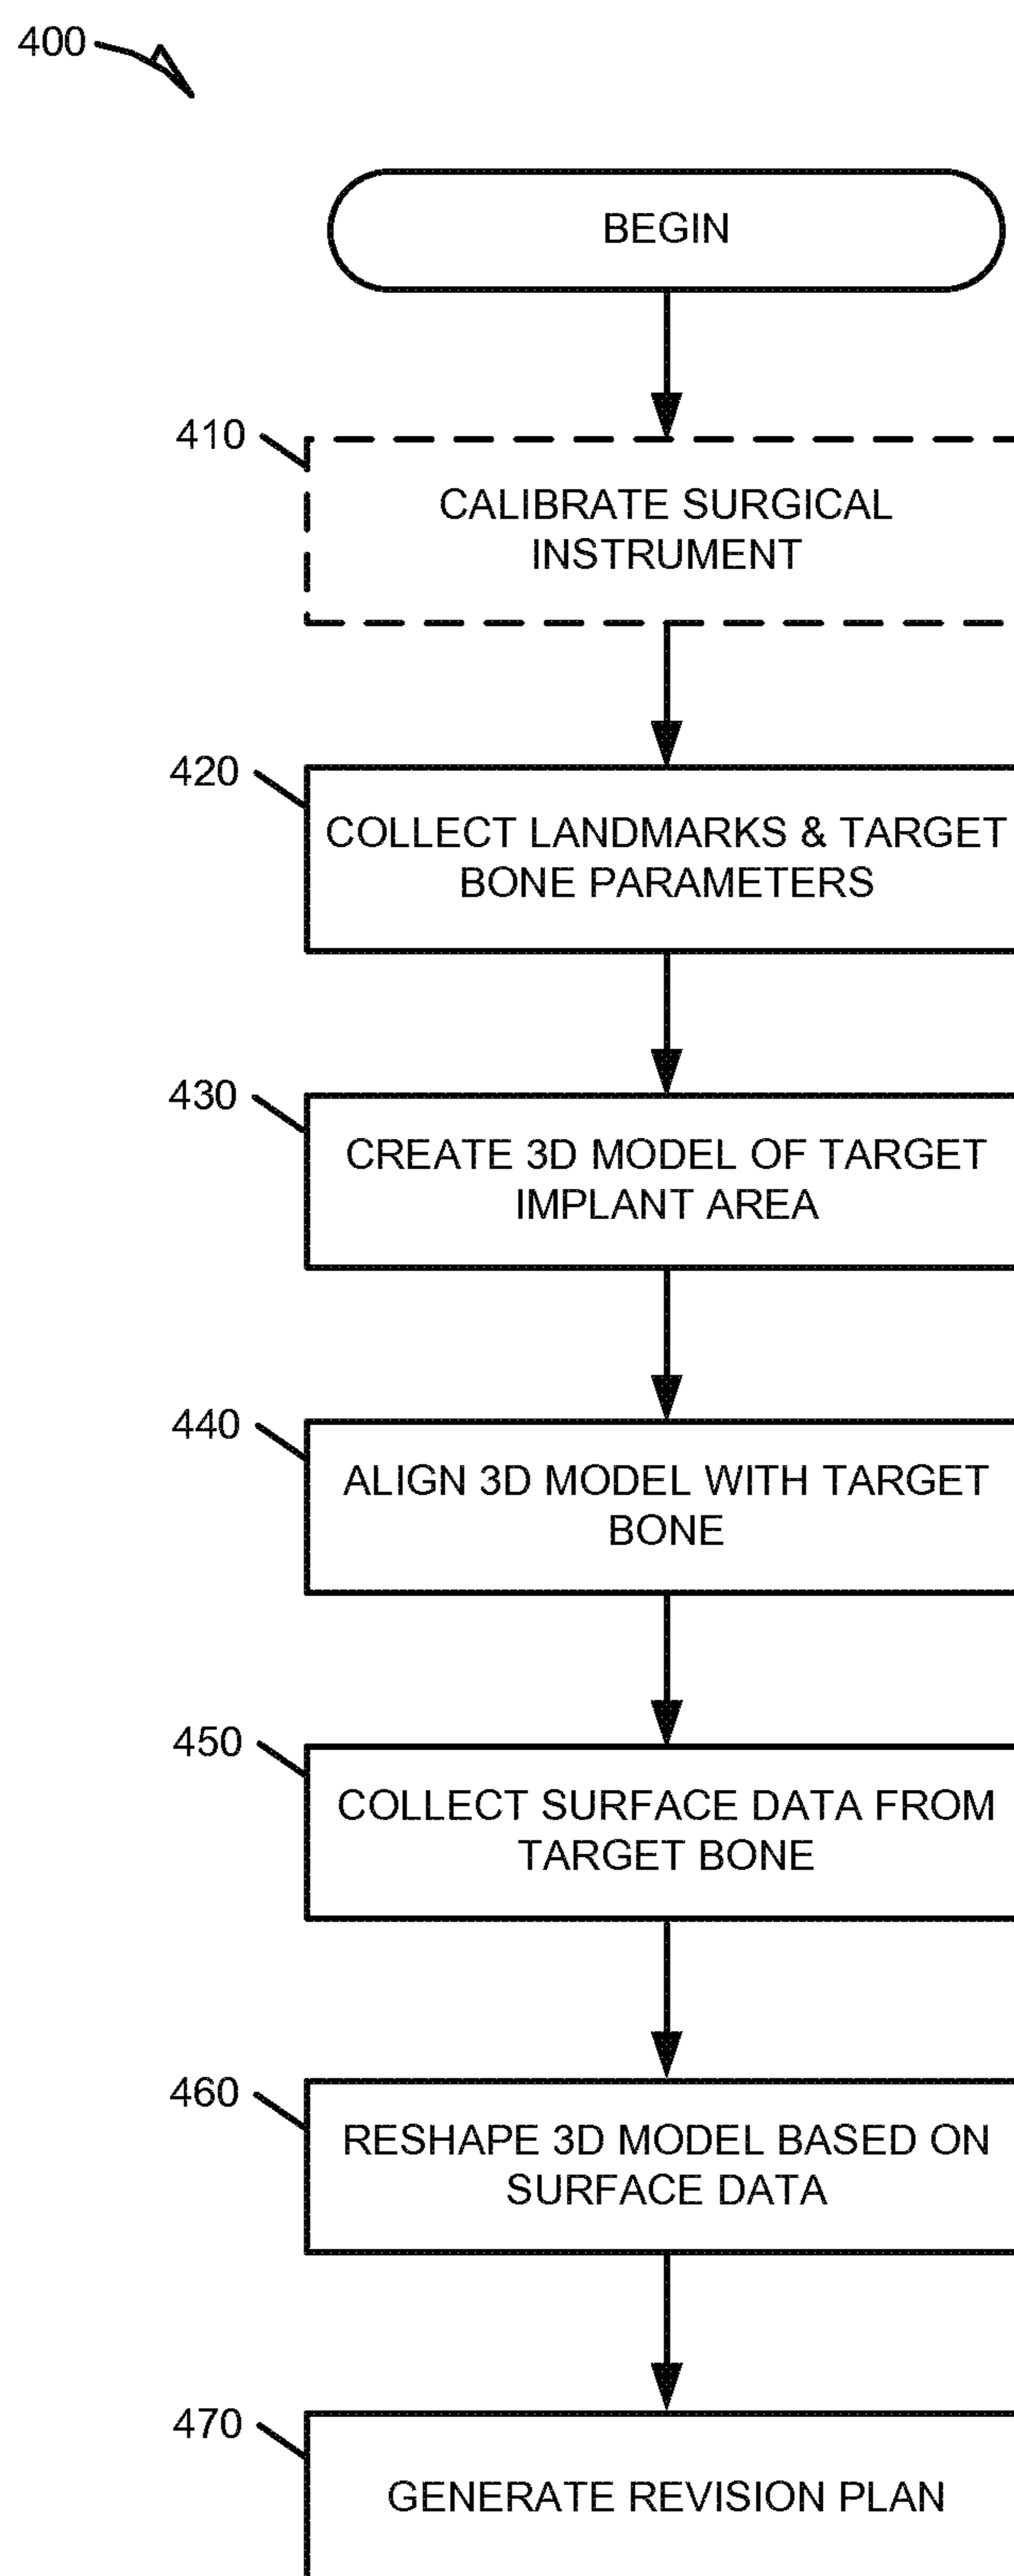 400
BEGIN
410
CALIBRATE SURGICAL
INSTRUMENT
420
COLLECT LANDMARKS & TARGET
BONE PARAMETERS
430
CREATE 3D MODEL OF TARGET
IMPLANT AREA
440
ALIGN 3D MODEL WITH TARGET
BONE
450
COLLECT SURFACE DATA FROM
TARGET BONE
460
RESHAPE 3D MODEL BASED ON
SURFACE DATA
470
GENERATE REVISION PLAN